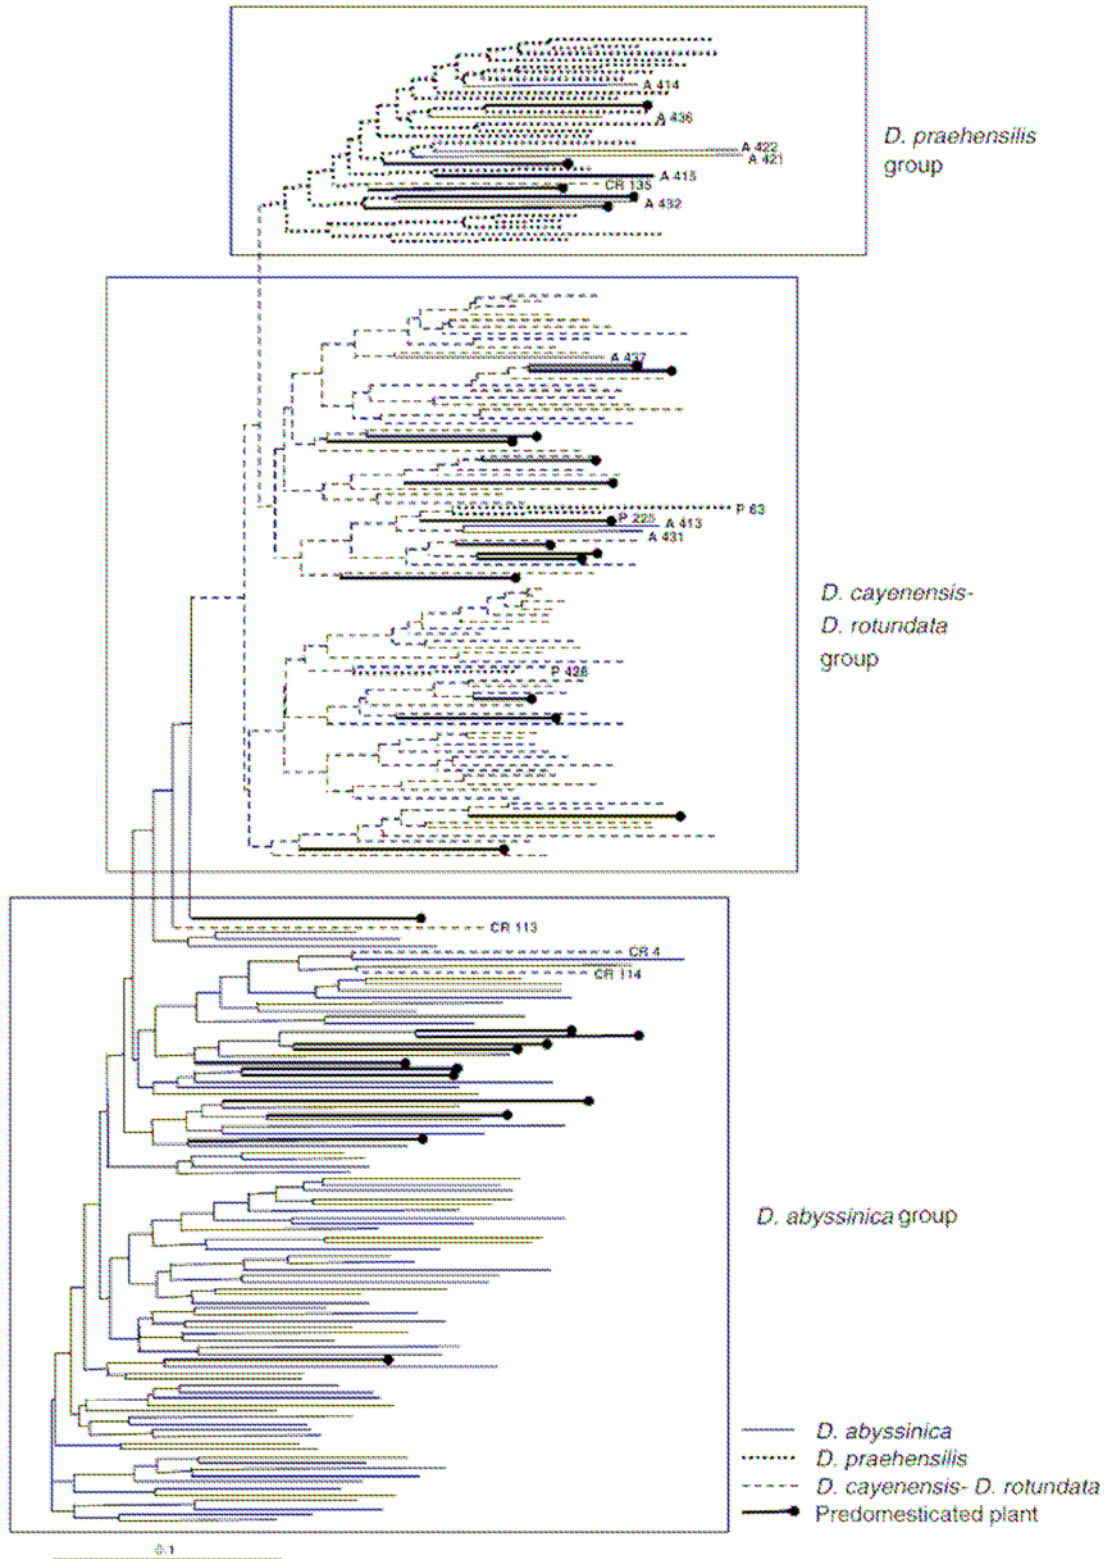 A 414
A 436
A 422
A 421
A 415
CR 135
A 432
D. praehensilis
group
A 437
P 63
P 225
A 413
A 431
D. cayenensis-
D. rotundata
group
P 428
CR 113
CR 4
CR 114
D. abyssinica group
D. abyssinica
D. praehensilis
D. cayenensis- D. rotundata
Predomesticated plant
0.1